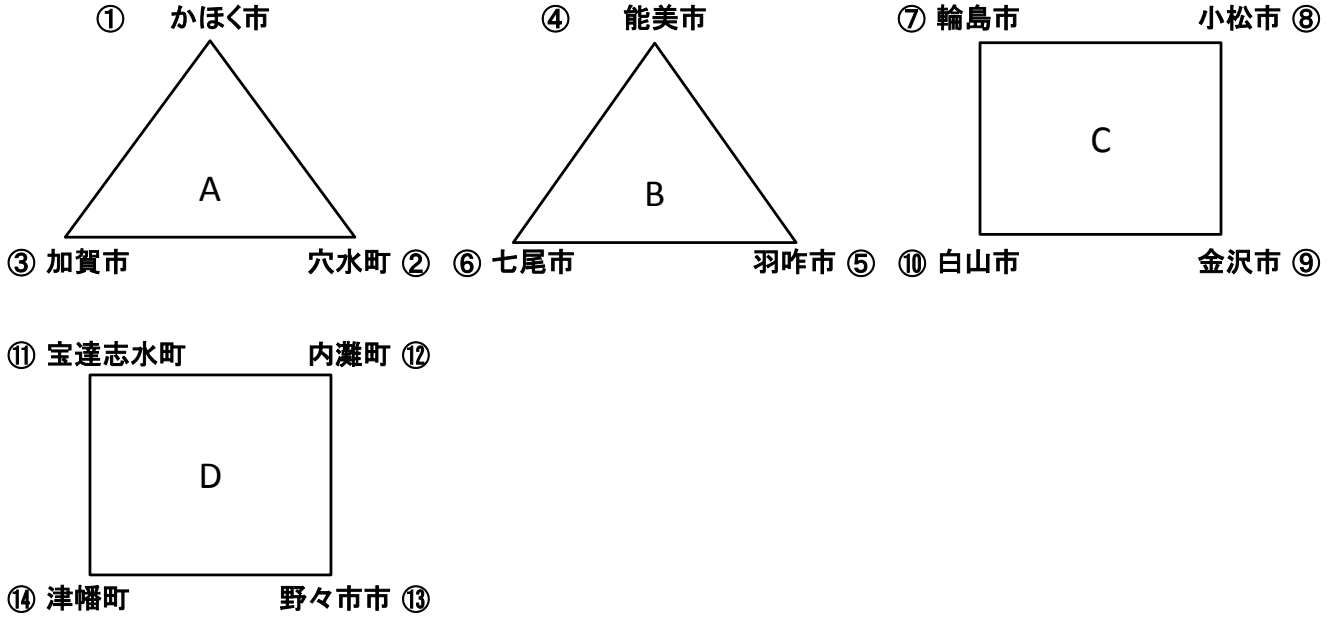 ① かほく市 ④ 能美市 ⑦ 輪島市 小松市 ⑧
A B C
③ 加賀市 穴水町 ② ⑥ 七尾市 羽咋市 ⑤ ⑩ 白山市 金沢市 ⑨
⑪ 宝達志水町 内灘町 ⑫
D
⑭ 津幡町 野々市市 ⑬